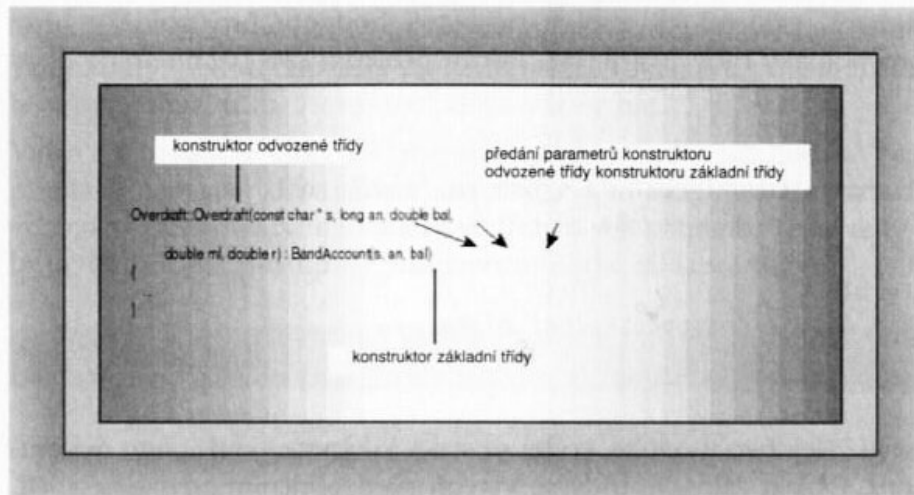 konstruktor odvozené třídy
předání parametrů konstruktoru
odvozené třídy konstruktoru základní třídy
Overdraft::Overdraft(const char * s, long an, double bal,
double ml, double r) : BandAccount(s, an, bal)
{
...
}
konstruktor základní třídy